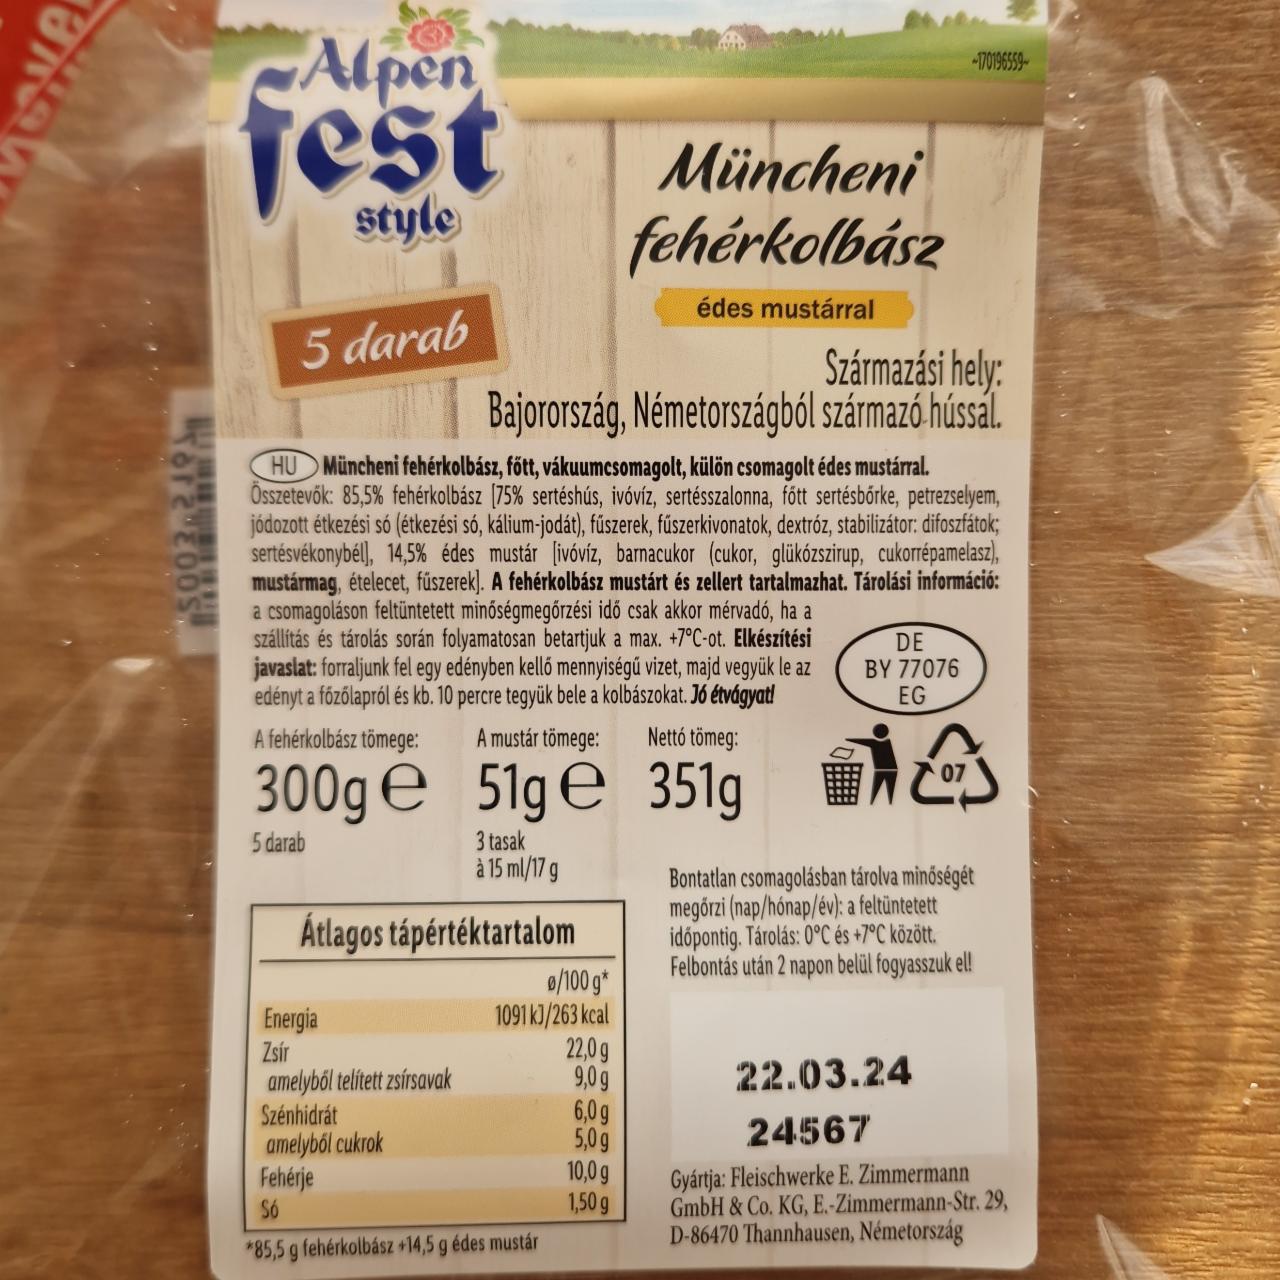 Alpen
fest
style
~170196559~
Müncheni
fehérkolbász
édes mustárral
5 darab
Származási hely:
Bajorország, Németországból származó hússal.
HU Müncheni fehérkolbász, főtt, vákuumcsomagolt, külön csomagolt édes mustárral.
Összetevők: 85,5% fehérkolbász [75% sertéshús, ivóvíz, sertésszalonna, főtt sertésbőrke, petrezselyem,
jódozott étkezési só (étkezési só, kálium-jodát), fűszerek, fűszerkivonatok, dextróz, stabilizátor: difoszfátok;
sertésvékonybél], 14,5% édes mustár [ivóvíz, barnacukor (cukor, glükózszirup, cukorrépamelasz),
mustármag, ételecet, fűszerek]. A fehérkolbász mustárt és zellert tartalmazhat. Tárolási információ:
a csomagoláson feltüntetett minőségmegőrzési idő csak akkor mérvadó, ha a
szállítás és tárolás során folyamatosan betartjuk a max. +7°C-ot. Elkészítési
javaslat: forraljunk fel egy edényben kellő mennyiségű vizet, majd vegyük le az
edényt a főzőlapról és kb. 10 percre tegyük bele a kolbászokat. Jó étvágyat!
DE
BY 77076
EG
A fehérkolbász tömege:
300g e
5 darab
A mustár tömege:
51g e
3 tasak
à 15 ml/17 g
Nettó tömeg:
351g
07
Átlagos tápértéktartalom
ø/100 g*
Energia 1091 kJ/263 kcal
Zsír 22,0 g
amelyből telített zsírsavak 9,0 g
Szénhidrát 6,0 g
amelyből cukrok 5,0 g
Fehérje 10,0 g
Só 1,50 g
*85,5 g fehérkolbász +14,5 g édes mustár
Bontatlan csomagolásban tárolva minőségét
megőrzi (nap/hónap/év): a feltüntetett
időpontig. Tárolás: 0°C és +7°C között.
Felbontás után 2 napon belül fogyasszuk el!
22.03.24
24567
Gyártja: Fleischwerke E. Zimmermann
GmbH & Co. KG, E.-Zimmermann-Str. 29,
D-86470 Thannhausen, Németország